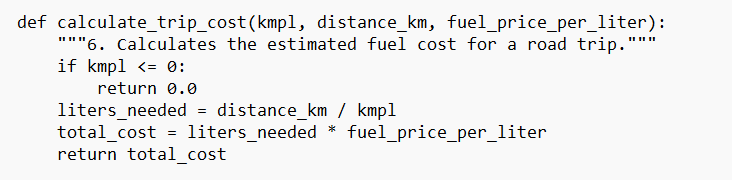 def calculate_trip_cost(kmpl, distance_km, fuel_price_per_liter):
    """6. Calculates the estimated fuel cost for a road trip."""
    if kmpl <= 0:
        return 0.0
    liters_needed = distance_km / kmpl
    total_cost = liters_needed * fuel_price_per_liter
    return total_cost